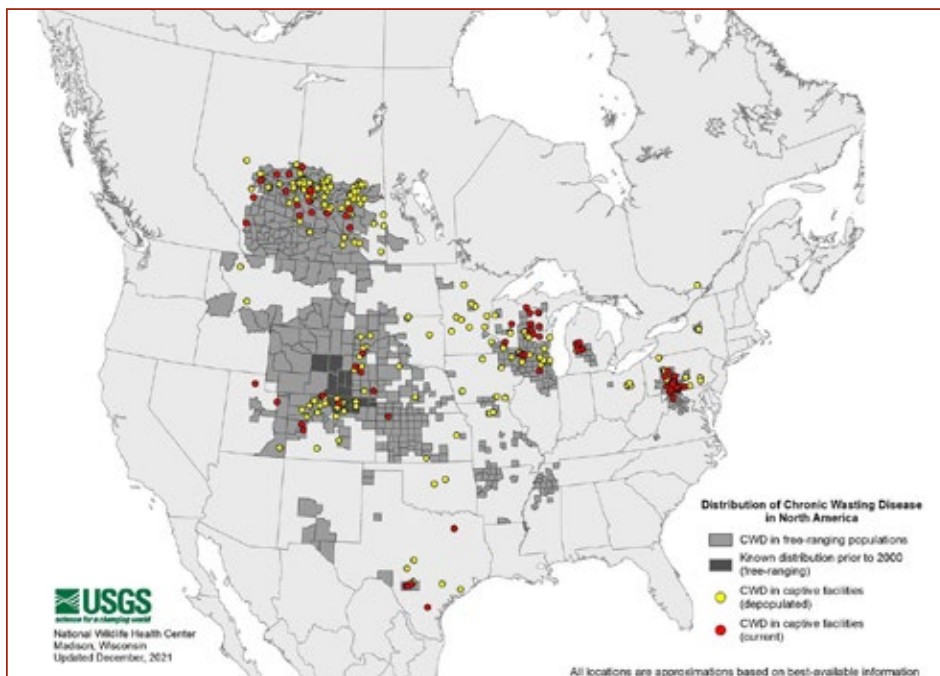 Distribution of Chronic Wasting Disease
in North America
CWD in free-ranging populations
Known distribution prior to 2000
(free-ranging)
CWD in captive facilities
(depopulated)
CWD in captive facilities
(current)
USGS
science for a changing world
National Wildlife Health Center
Madison, Wisconsin
Updated December, 2021
All locations are approximations based on best-available information